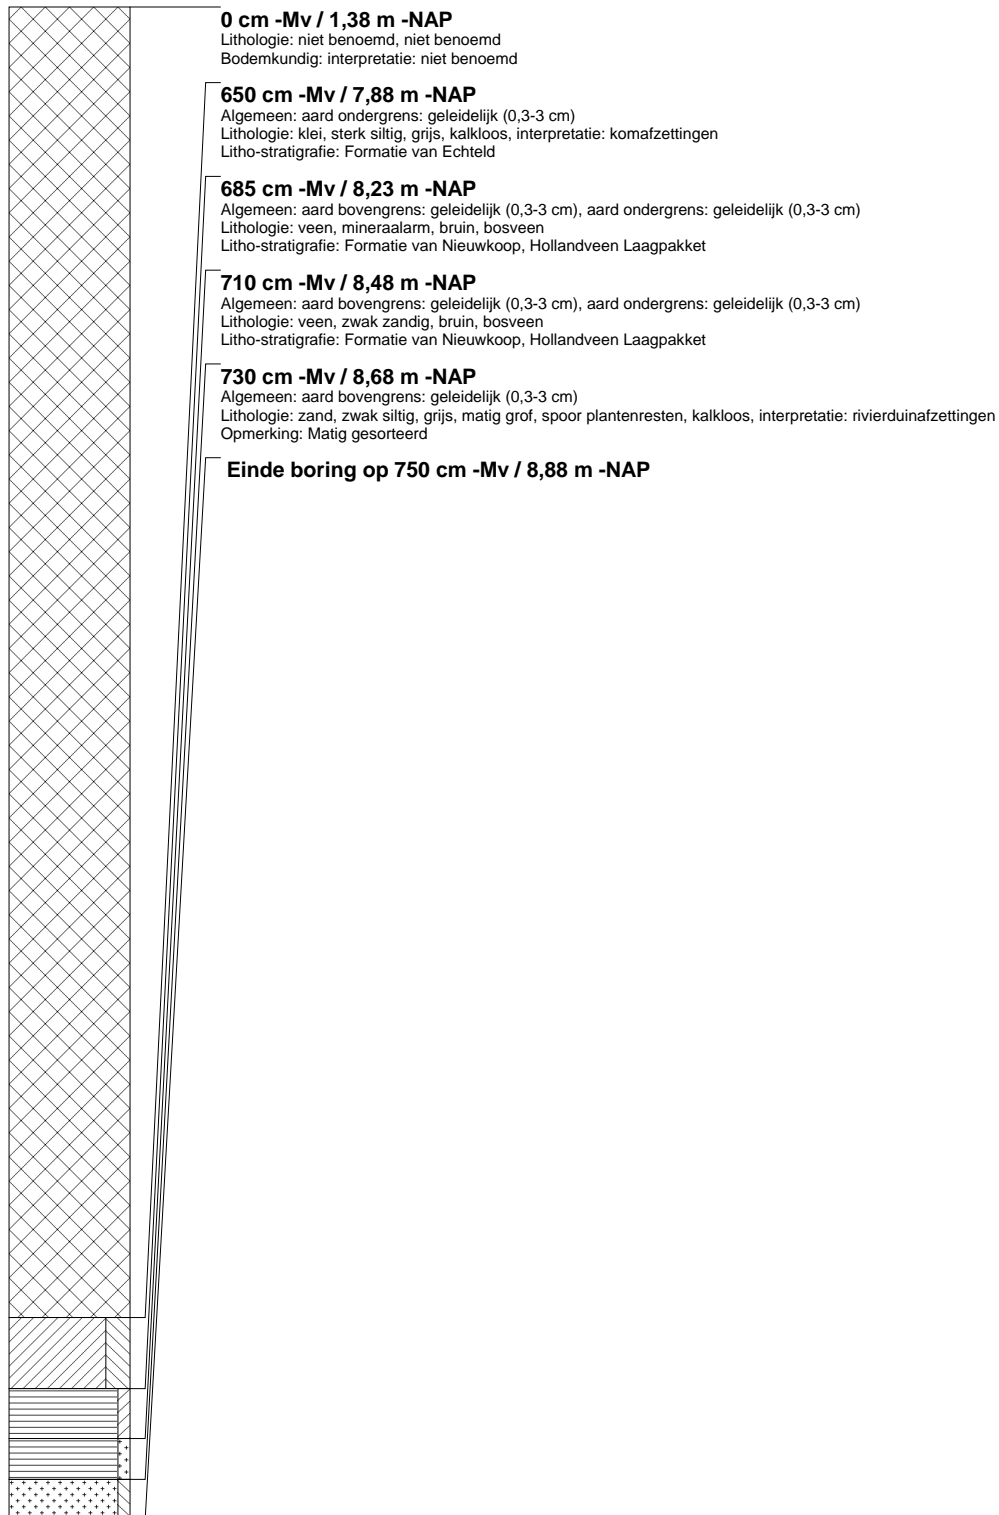 0 cm -Mv / 1,38 m -NAP
Lithologie: niet benoemd, niet benoemd
Bodemkundig: interpretatie: niet benoemd
650 cm -Mv / 7,88 m -NAP
Algemeen: aard ondergrens: geleidelijk (0,3-3 cm)
Lithologie: klei, sterk siltig, grijs, kalkloos, interpretatie: komafzettingen
Litho-stratigrafie: Formatie van Echteld
685 cm -Mv / 8,23 m -NAP
Algemeen: aard bovengrens: geleidelijk (0,3-3 cm), aard ondergrens: geleidelijk (0,3-3 cm)
Lithologie: veen, mineraalarm, bruin, bosveen
Litho-stratigrafie: Formatie van Nieuwkoop, Hollandveen Laagpakket
710 cm -Mv / 8,48 m -NAP
Algemeen: aard bovengrens: geleidelijk (0,3-3 cm), aard ondergrens: geleidelijk (0,3-3 cm)
Lithologie: veen, zwak zandig, bruin, bosveen
Litho-stratigrafie: Formatie van Nieuwkoop, Hollandveen Laagpakket
730 cm -Mv / 8,68 m -NAP
Algemeen: aard bovengrens: geleidelijk (0,3-3 cm)
Lithologie: zand, zwak siltig, grijs, matig grof, spoor plantenresten, kalkloos, interpretatie: rivierduinafzettingen
Opmerking: Matig gesorteerd
Einde boring op 750 cm -Mv / 8,88 m -NAP